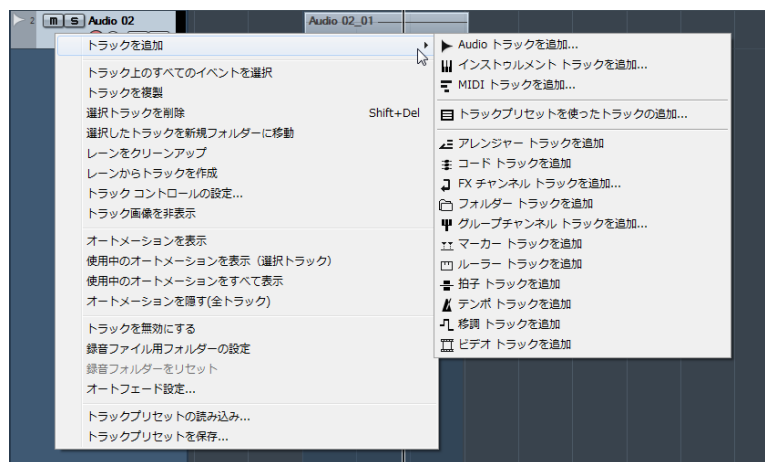 2 m S Audio 02
Audio 02_01
トラックを追加
トラック上のすべてのイベントを選択
トラックを複製
選択トラックを削除 Shift+Del
選択したトラックを新規フォルダーに移動
レーンをクリーンアップ
レーンからトラックを作成
トラック コントロールの設定...
トラック画像を非表示
オートメーションを表示
使用中のオートメーションを表示（選択トラック）
使用中のオートメーションをすべて表示
オートメーションを隠す(全トラック)
トラックを無効にする
録音ファイル用フォルダーの設定
録音フォルダーをリセット
オートフェード設定...
トラックプリセットの読み込み...
トラックプリセットを保存...
Audio トラックを追加...
インストゥルメント トラックを追加...
MIDI トラックを追加...
トラックプリセットを使ったトラックの追加...
アレンジャー トラックを追加
コード トラックを追加
FX チャンネル トラックを追加...
フォルダー トラックを追加
グループチャンネル トラックを追加...
マーカー トラックを追加
ルーラー トラックを追加
拍子 トラックを追加
テンポ トラックを追加
移調 トラックを追加
ビデオ トラックを追加